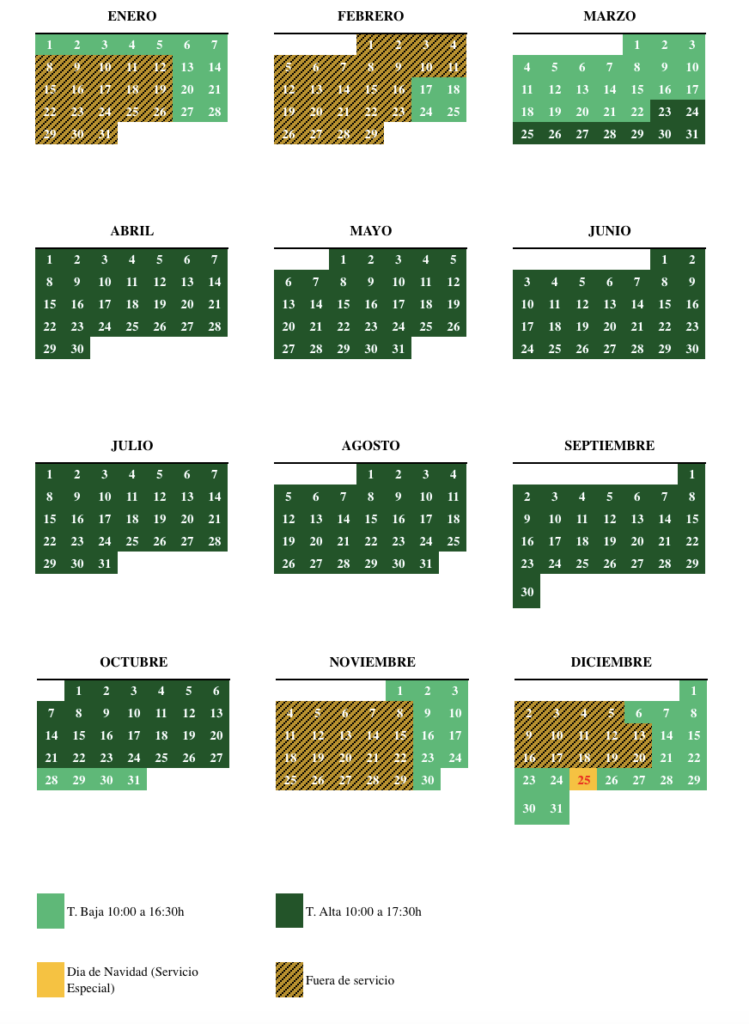 ENERO
1 2 3 4 5 6 7
8 9 10 11 12 13 14
15 16 17 18 19 20 21
22 23 24 25 26 27 28
29 30 31
FEBRERO
1 2 3 4
5 6 7 8 9 10 11
12 13 14 15 16 17 18
19 20 21 22 23 24 25
26 27 28 29
MARZO
1 2 3
4 5 6 7 8 9 10
11 12 13 14 15 16 17
18 19 20 21 22 23 24
25 26 27 28 29 30 31
ABRIL
1 2 3 4 5 6 7
8 9 10 11 12 13 14
15 16 17 18 19 20 21
22 23 24 25 26 27 28
29 30
MAYO
1 2 3 4 5
6 7 8 9 10 11 12
13 14 15 16 17 18 19
20 21 22 23 24 25 26
27 28 29 30 31
JUNIO
1 2
3 4 5 6 7 8 9
10 11 12 13 14 15 16
17 18 19 20 21 22 23
24 25 26 27 28 29 30
JULIO
1 2 3 4 5 6 7
8 9 10 11 12 13 14
15 16 17 18 19 20 21
22 23 24 25 26 27 28
29 30 31
AGOSTO
1 2 3 4
5 6 7 8 9 10 11
12 13 14 15 16 17 18
19 20 21 22 23 24 25
26 27 28 29 30 31
SEPTIEMBRE
1
2 3 4 5 6 7 8
9 10 11 12 13 14 15
16 17 18 19 20 21 22
23 24 25 26 27 28 29
30
OCTUBRE
1 2 3 4 5 6
7 8 9 10 11 12 13
14 15 16 17 18 19 20
21 22 23 24 25 26 27
28 29 30 31
NOVIEMBRE
1 2 3
4 5 6 7 8 9 10
11 12 13 14 15 16 17
18 19 20 21 22 23 24
25 26 27 28 29 30
DICIEMBRE
1
2 3 4 5 6 7 8
9 10 11 12 13 14 15
16 17 18 19 20 21 22
23 24 25 26 27 28 29
30 31
T. Baja 10:00 a 16:30h
T. Alta 10:00 a 17:30h
Dia de Navidad (Servicio
Especial)
Fuera de servicio